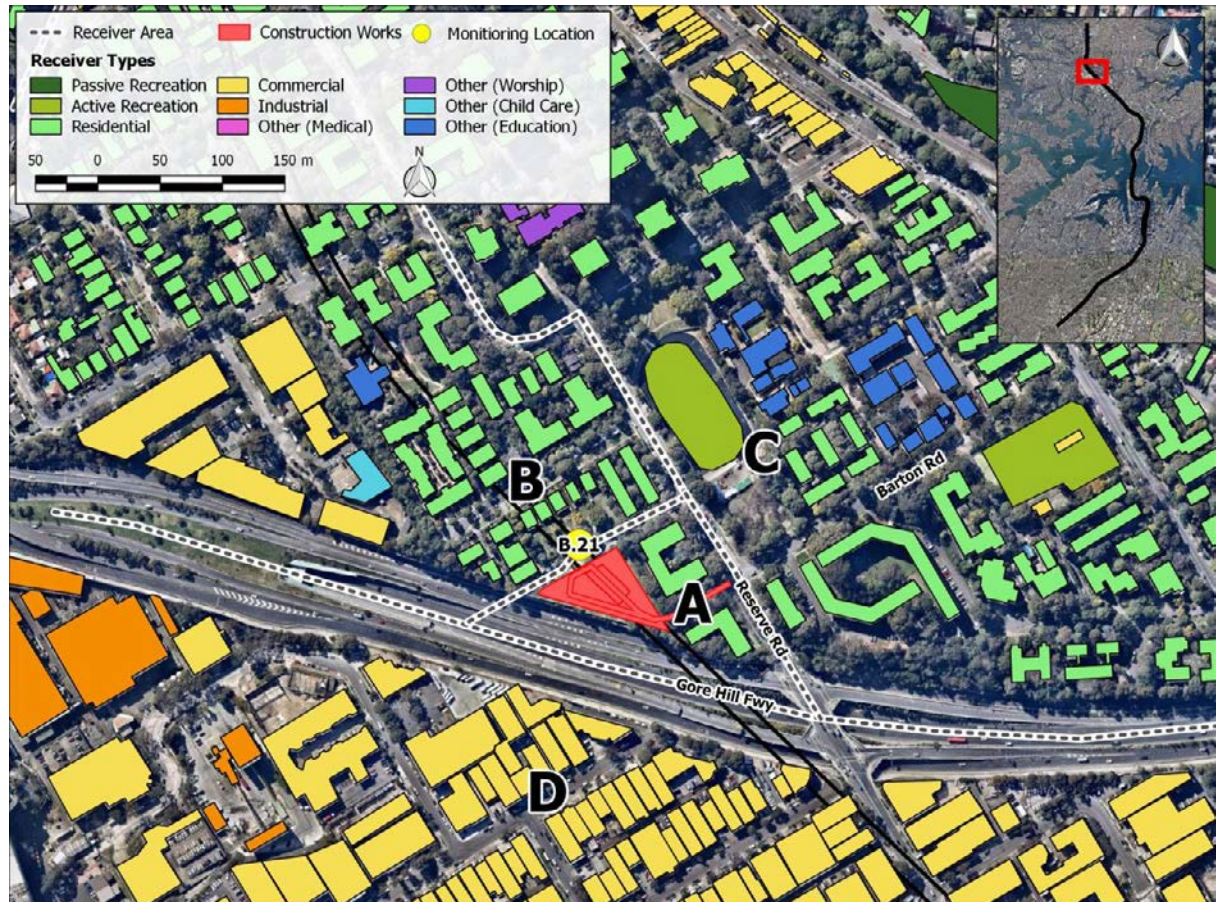 Receiver Area
Construction Works
Monitoring Location
Receiver Types
Passive Recreation
Commercial
Other (Worship)
Active Recreation
Industrial
Other (Child Care)
Residential
Other (Medical)
Other (Education)
50 0 50 100 150 m
N
C
B
Barton Rd
B.21
A
Reserve Rd
Gore Hill Fwy
D